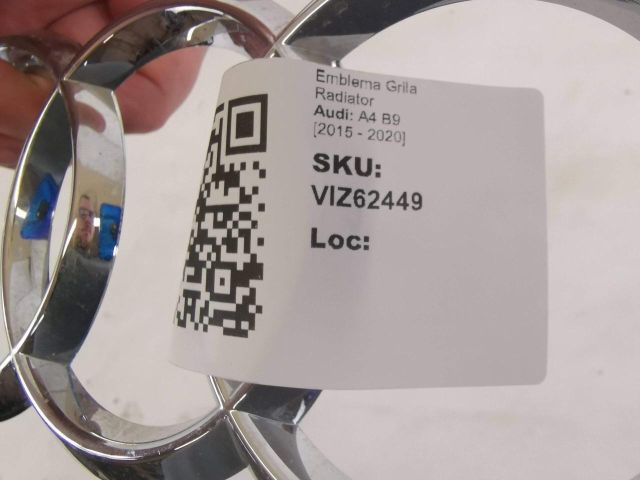 Emblema Grila
Radiator
Audi: A4 B9
[2015 - 2020]
SKU:
VIZ62449
Loc: